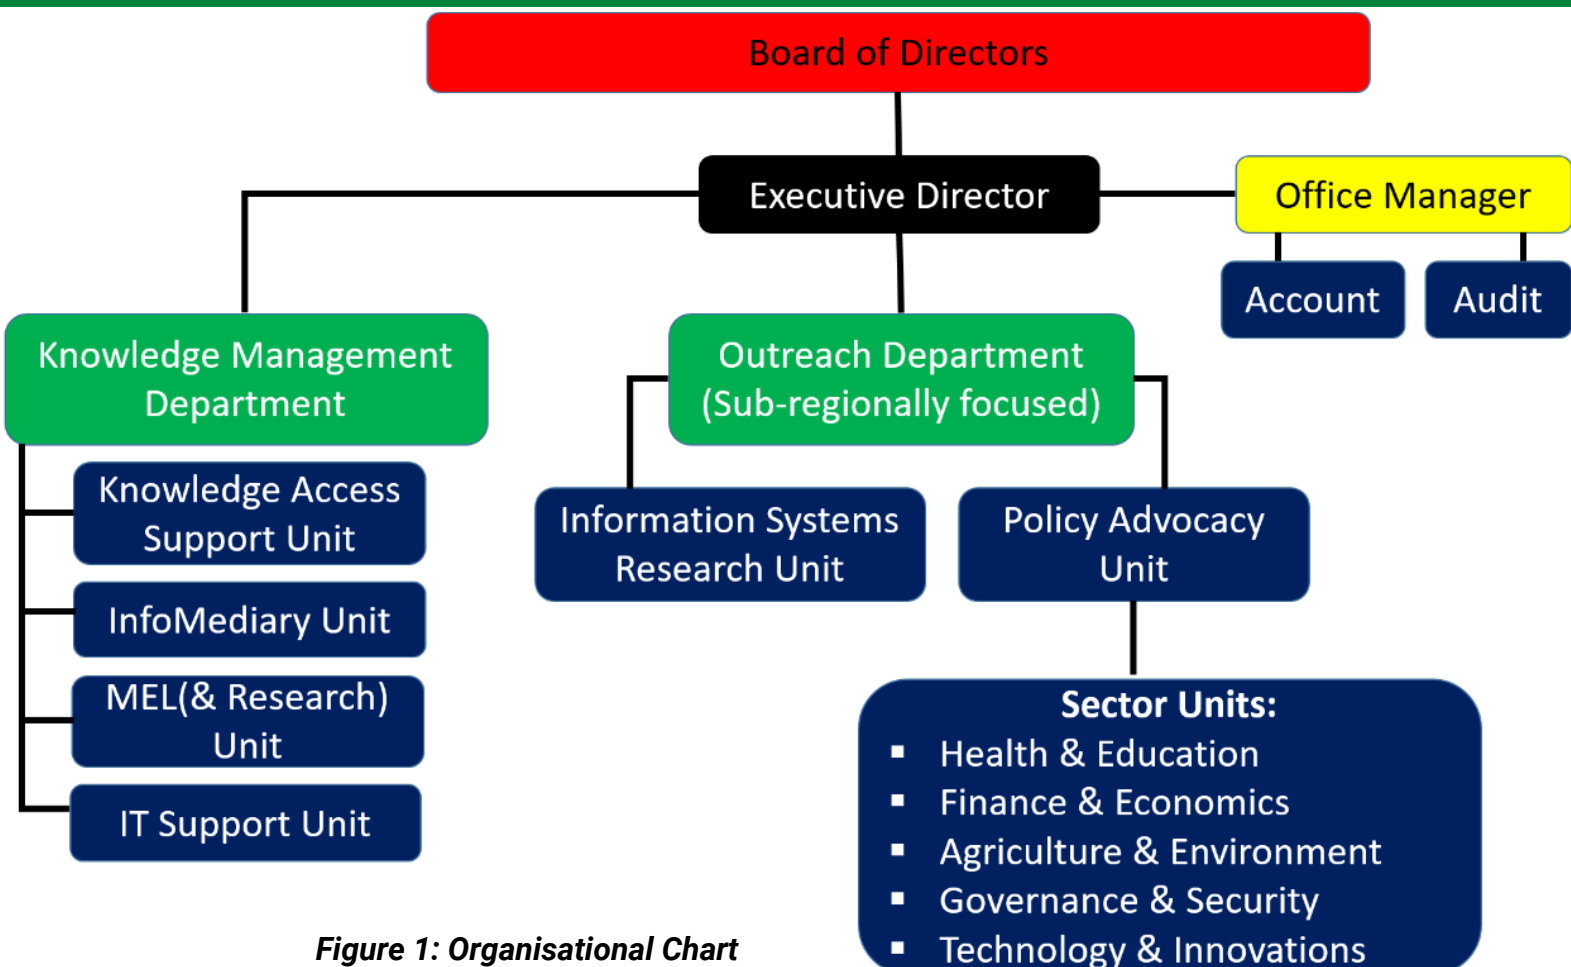 Board of Directors
Executive Director
Office Manager
Account
Audit
Knowledge Management
Department
Outreach Department
(Sub-regionally focused)
Knowledge Access
Support Unit
InfoMediary Unit
MEL(& Research)
Unit
IT Support Unit
Information Systems
Research Unit
Policy Advocacy
Unit
Sector Units:
▪ Health & Education
▪ Finance & Economics
▪ Agriculture & Environment
▪ Governance & Security
▪ Technology & Innovations
Figure 1: Organisational Chart